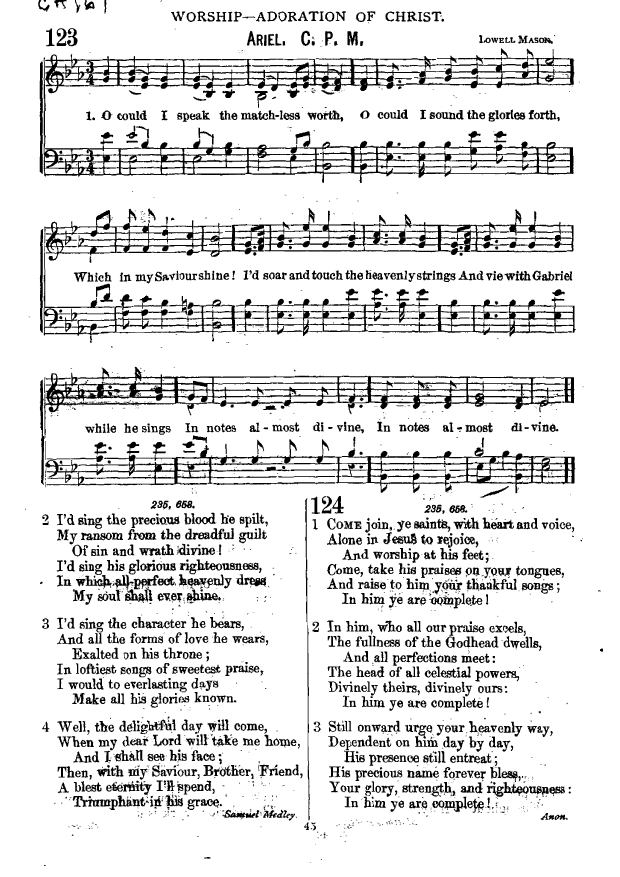 WORSHIP—ADORATION OF CHRIST.
123
ARIEL. C. P. M.
LOWELL MASON.
1. O could I speak the match-less worth, O could I sound the glories forth,
Which in my Saviour shine! I'd soar and touch the heavenly strings And vie with Gabriel
while he sings In notes al-most di-vine, In notes al-most di-vine.
235, 658.
2 I'd sing the precious blood he spilt,
My ransom from the dreadful guilt
Of sin and wrath divine!
I'd sing his glorious righteousness,
In which all-perfect heavenly dress
My soul shall ever shine.
3 I'd sing the character he bears,
And all the forms of love he wears,
Exalted on his throne;
In loftiest songs of sweetest praise,
I would to everlasting days
Make all his glories known.
4 Well, the delightful day will come,
When my dear Lord will take me home,
And I shall see his face;
Then, with my Saviour, Brother, Friend,
A blest eternity I'll spend,
Triumphant in his grace.
Samuel Medley.
124
235, 658.
1 COME join, ye saints, with heart and voice,
Alone in Jesus to rejoice,
And worship at his feet;
Come, take his praises on your tongues,
And raise to him your thankful songs;
In him ye are complete!
2 In him, who all our praise excels,
The fullness of the Godhead dwells,
And all perfections meet:
The head of all celestial powers,
Divinely theirs, divinely ours:
In him ye are complete!
3 Still onward urge your heavenly way,
Dependent on him day by day,
His presence still entreat;
His precious name forever bless,
Your glory, strength, and righteousness:
In him ye are complete!
Anon.
45